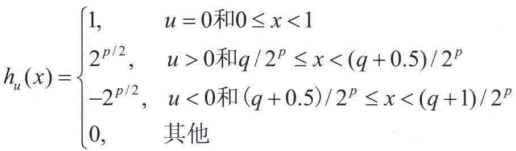 h_u(x) = {
1, u = 0和0 ≤ x < 1
2^{p/2}, u > 0和q/2^p ≤ x < (q + 0.5)/2^p
−2^{p/2}, u < 0和(q + 0.5)/2^p ≤ x < (q + 1)/2^p
0, 其他